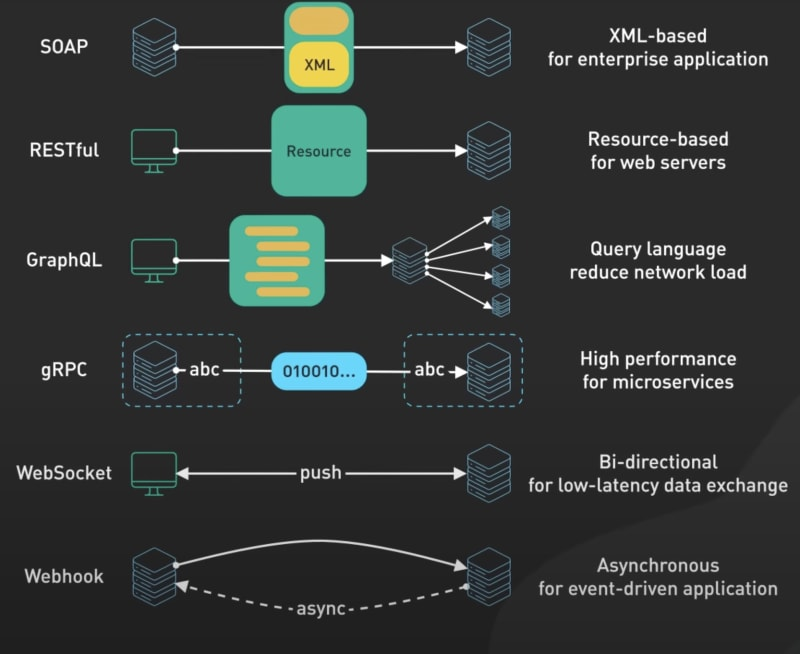 SOAP
XML
XML-based
for enterprise application
RESTful
Resource
Resource-based
for web servers
GraphQL
Query language
reduce network load
gRPC
abc
010010...
abc
High performance
for microservices
WebSocket
push
Bi-directional
for low-latency data exchange
Webhook
async
Asynchronous
for event-driven application